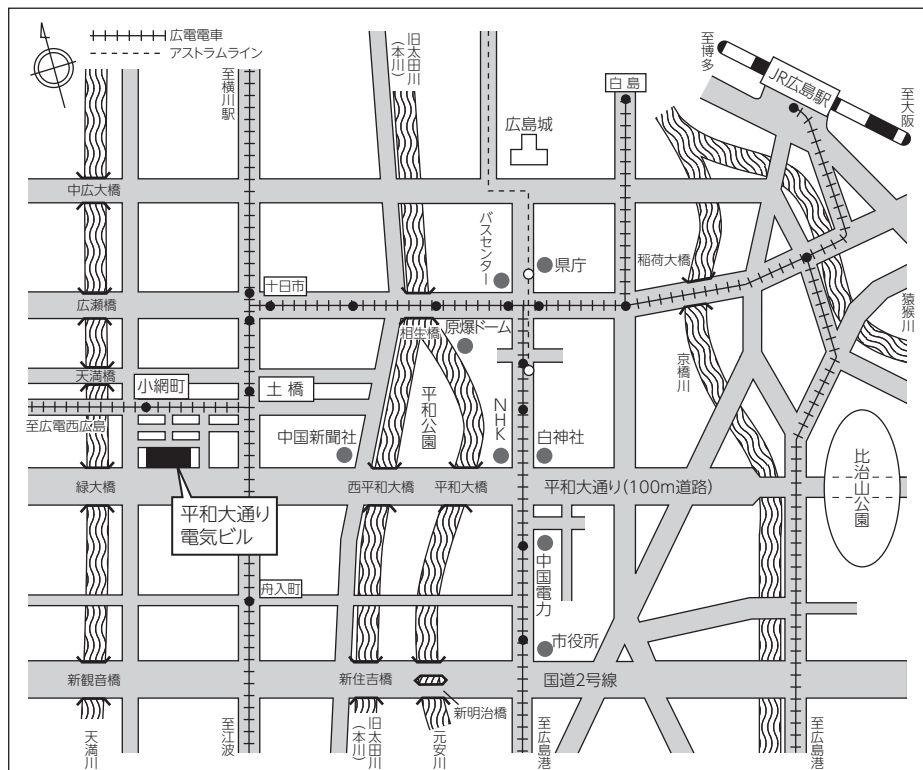 広電電車
アストラムライン
至横川駅
旧太田川
(本川)
至博多
JR広島駅
至大阪
白島
広島城
中広大橋
バスセンター
県庁
稲荷大橋
十日市
広瀬橋
相生橋
原爆ドーム
猿猴川
京橋川
天満橋
小網町
土橋
平和公園
NHK
至広電西広島
中国新聞社
白神社
比治山公園
緑大橋
西平和大橋
平和大橋
平和大通り(100m道路)
平和大通り
電気ビル
中国電力
舟入町
市役所
新観音橋
新住吉橋
国道2号線
新明治橋
天満川
至江波
旧太田川
(本川)
元安川
至広島港
至広島港